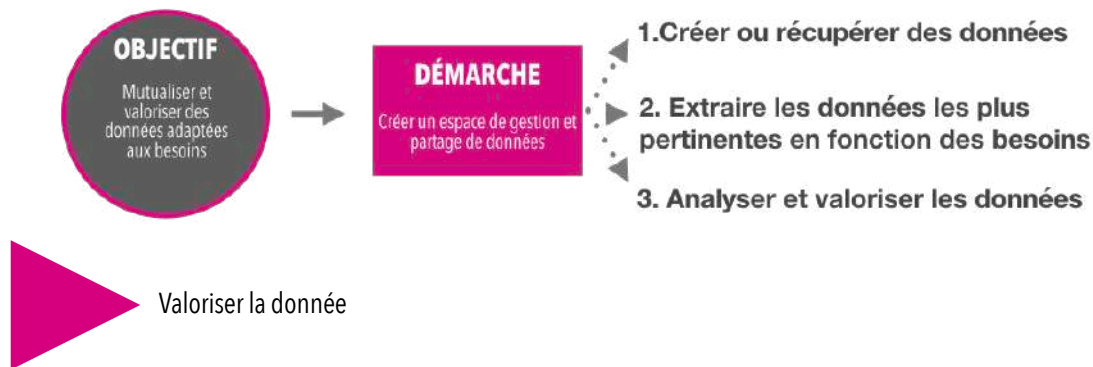 OBJECTIF
Mutualiser et
valoriser des
données adaptées
aux besoins
DÉMARCHE
Créer un espace de gestion et
partage de données
1.Créer ou récupérer des données
2. Extraire les données les plus
pertinentes en fonction des besoins
3. Analyser et valoriser les données
Valoriser la donnée